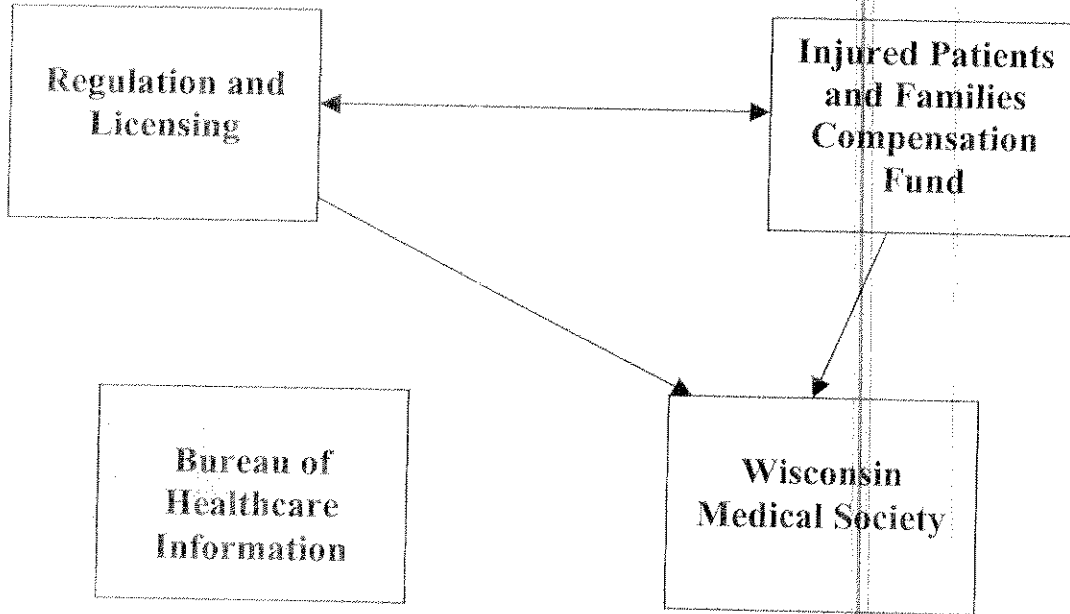 Regulation and
Licensing
Injured Patients
and Families
Compensation
Fund
Bureau of
Healthcare
Information
Wisconsin
Medical Society